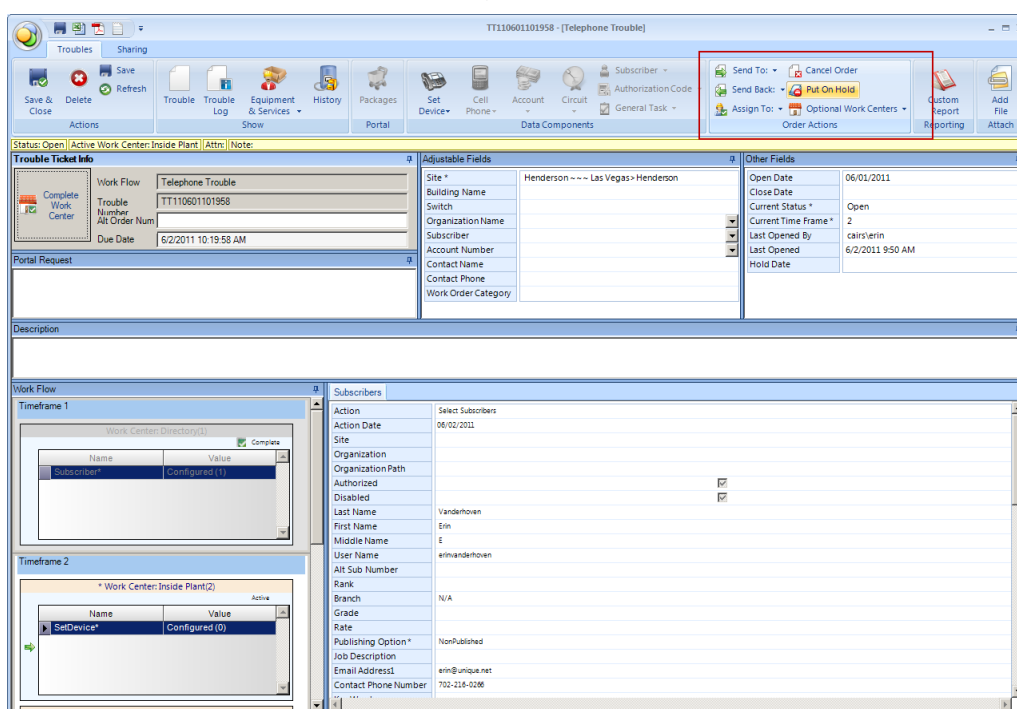 TT110601101958 - [Telephone Trouble]
Troubles Sharing
Save & Close
Delete
Save
Refresh
Actions
Trouble
Trouble Log
Equipment & Services
History
Show
Packages
Portal
Set Device
Cell Phone
Account
Circuit
Subscriber
Authorization Code
General Task
Data Components
Send To: Cancel Order
Send Back: Put On Hold
Assign To: Optional Work Centers
Order Actions
Custom Report
Reporting
Add File
Attach
Status: Open Active Work Center: Inside Plant Attn: Note:
Trouble Ticket Info
Complete Work Center
Work Flow Telephone Trouble
Trouble Number TT110601101958
Alt Order Num
Due Date 6/2/2011 10:19:58 AM
Portal Request
Adjustable Fields
Site * Henderson ~ ~ ~ Las Vegas > Henderson
Building Name
Switch
Organization Name
Subscriber
Account Number
Contact Name
Contact Phone
Work Order Category
Other Fields
Open Date 06/01/2011
Close Date
Current Status * Open
Current Time Frame * 2
Last Opened By cairs\erin
Last Opened 6/2/2011 9:50 AM
Hold Date
Description
Work Flow
Timeframe 1
Work Center: Directory(1)
Complete
Name Value
Subscriber* Configured (1)
Timeframe 2
* Work Center: Inside Plant(2)
Active
Name Value
SetDevice* Configured (0)
Subscribers
Action Select Subscribers
Action Date 06/02/2011
Site
Organization
Organization Path
Authorized
Disabled
Last Name Vanderhoven
First Name Erin
Middle Name E
User Name erinvanderhoven
Alt Sub Number
Rank
Branch N/A
Grade
Rate
Publishing Option * NonPublished
Job Description
Email Address1 erin@unique.net
Contact Phone Number 702-216-0266